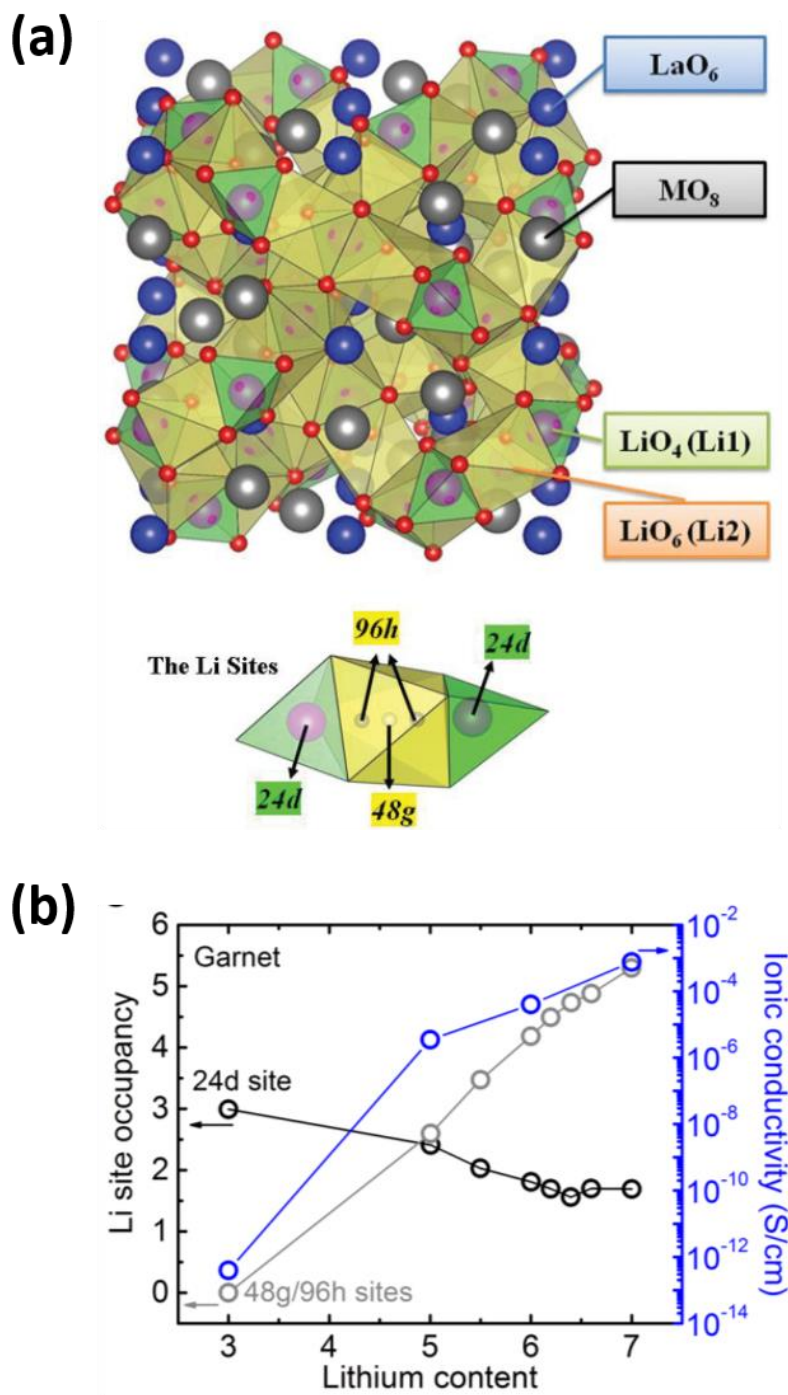 (a)
LaO₆
MO₈
LiO₄ (Li1)
LiO₆ (Li2)
The Li Sites
96h
24d
24d
48g
(b)
Garnet
24d site
48g/96h sites
Li site occupancy
6
5
4
3
2
1
0
3
5
6
7
Lithium content
10⁻²
10⁻⁴
10⁻⁶
10⁻⁸
10⁻¹⁰
10⁻¹²
10⁻¹⁴
Ionic conductivity (S/cm)